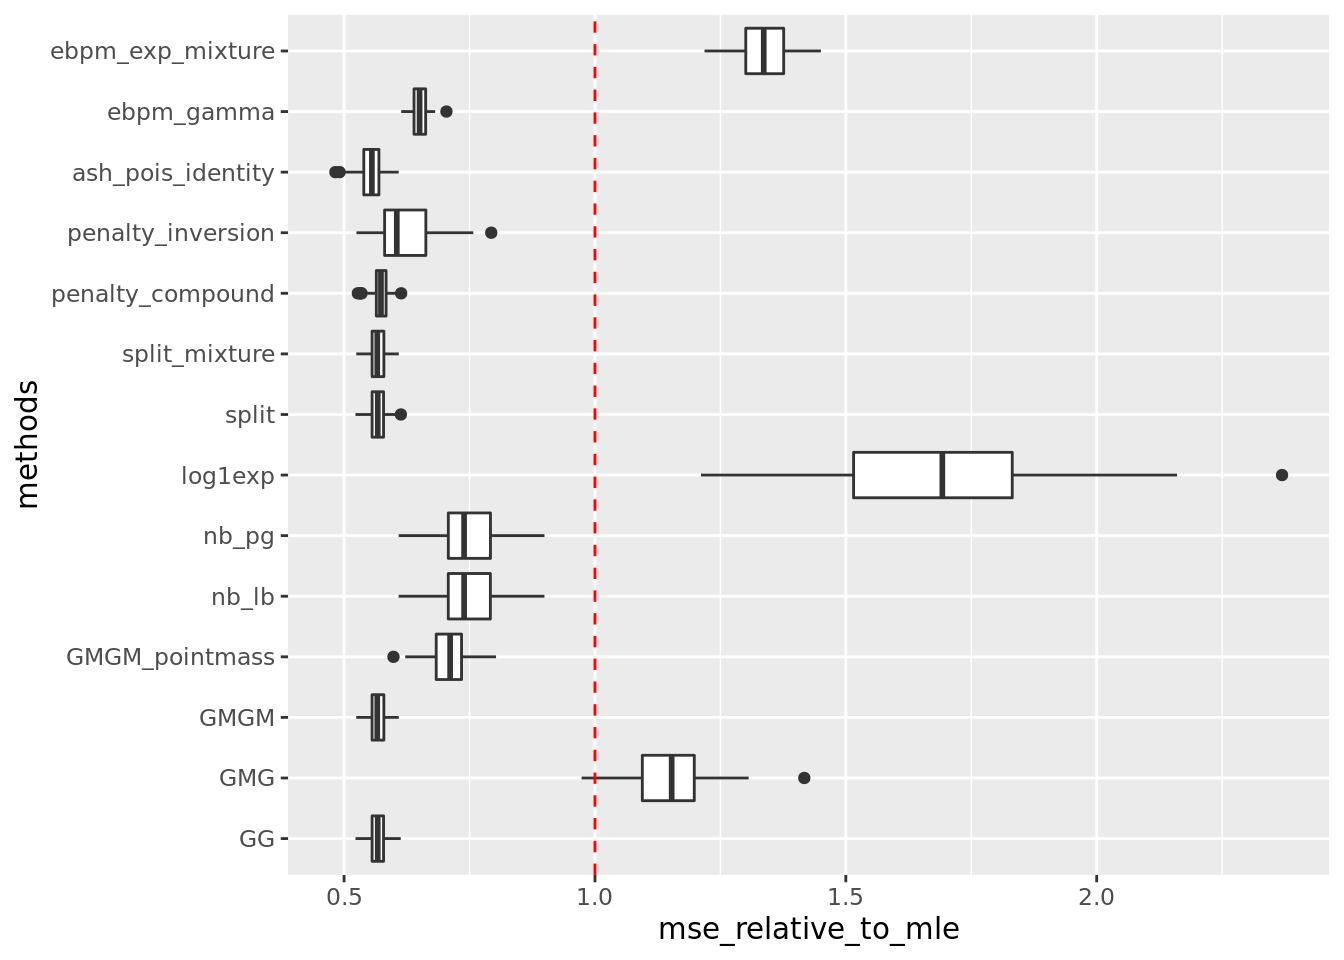 ebpm_exp_mixture
ebpm_gamma
ash_pois_identity
penalty_inversion
penalty_compound
split_mixture
split
log1exp
nb_pg
nb_lb
GMGM_pointmass
GMGM
GMG
GG
methods
0.5 1.0 1.5 2.0
mse_relative_to_mle